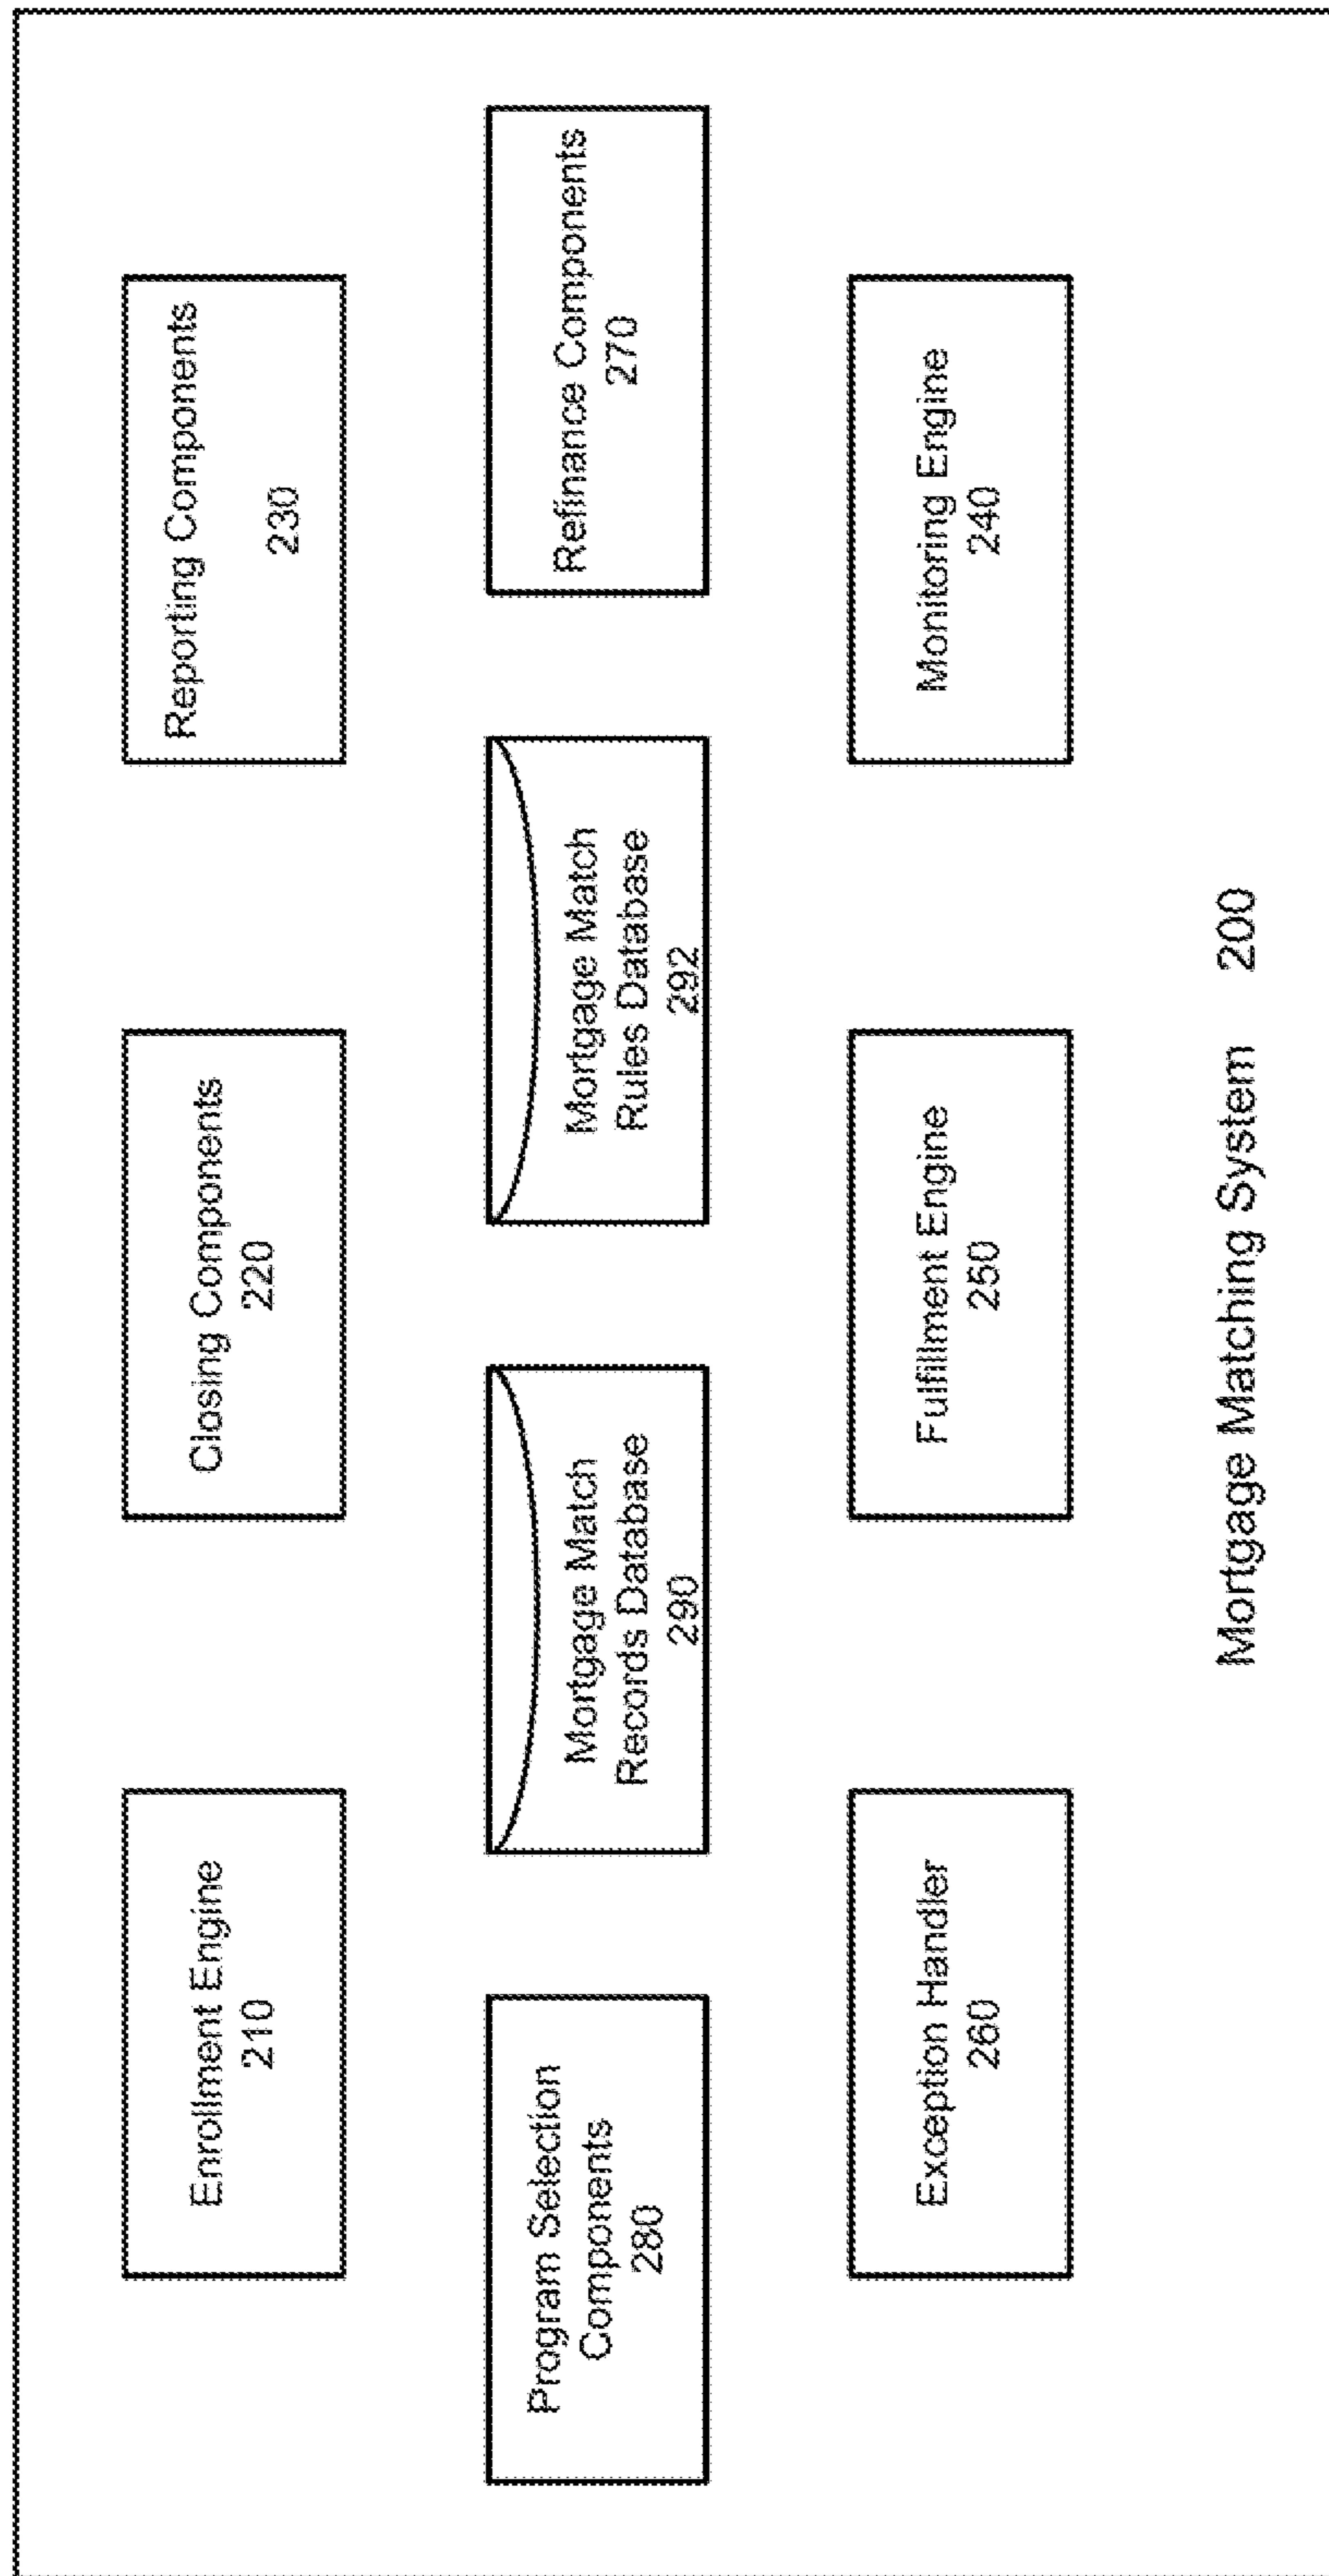 Enrollment Engine
210
Closing Components
220
Reporting Components
230
Program Selection
Components
280
Mortgage Match
Records Database
290
Mortgage Match
Rules Database
292
Refinance Components
270
Exception Handler
260
Fulfillment Engine
250
Monitoring Engine
240
Mortgage Matching System 200